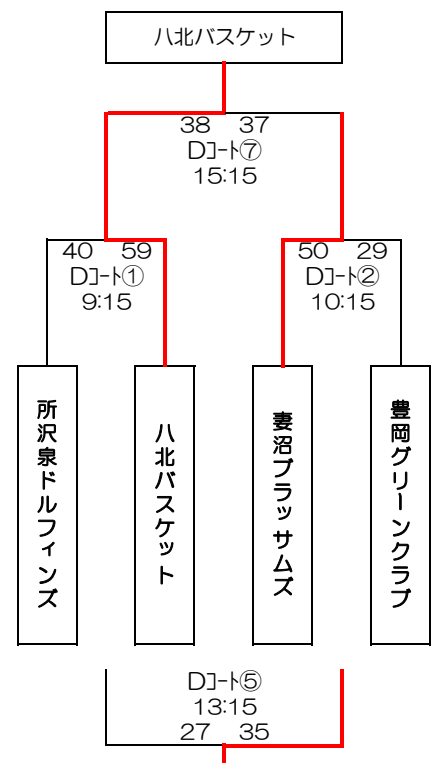 八北バスケット
38 37
Dｺｰﾄ⑦
15:15
40 59
Dｺｰﾄ①
9:15
50 29
Dｺｰﾄ②
10:15
所沢泉ドルフィンズ
八北バスケット
妻沼ブラッサムズ
豊岡グリーンクラブ
Dｺｰﾄ⑤
13:15
27 35